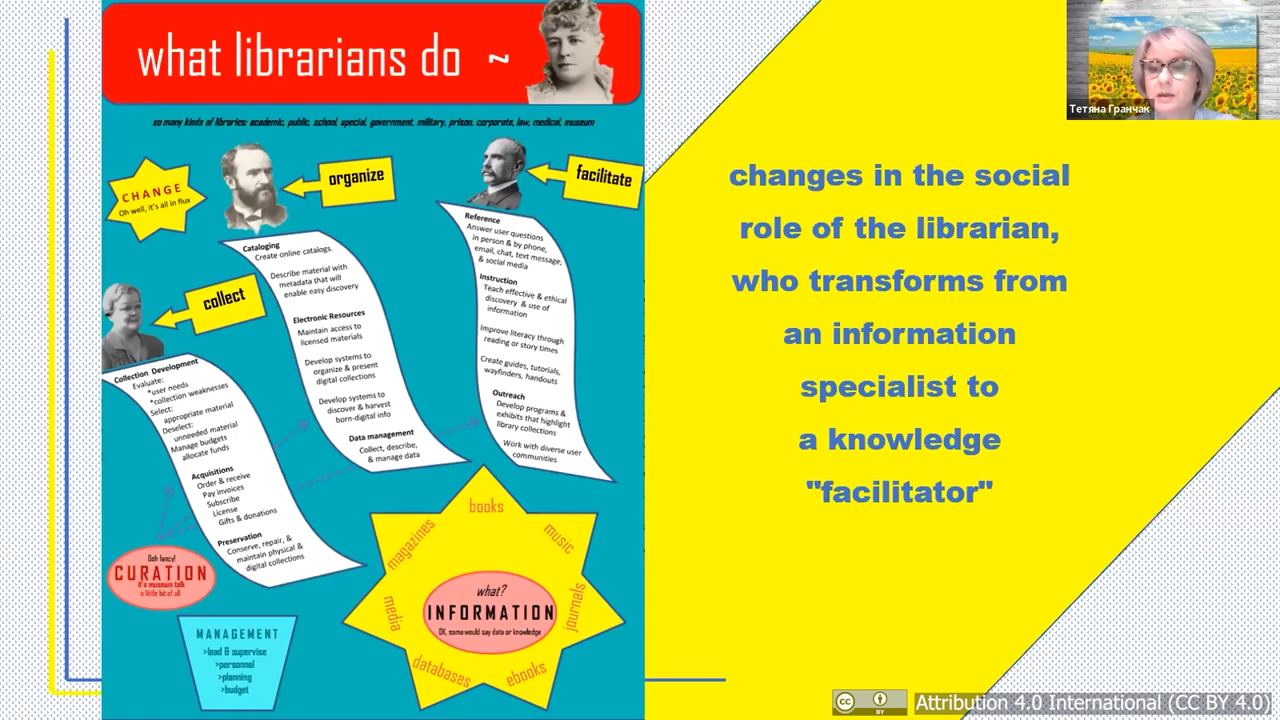 what librarians do ~
so many kinds of libraries: academic, public, school, special, government, military, prison, corporate, law, medical, museum
CHANGE
Oh well, it's all in flux
organize
facilitate
collect
Collection Development
Evaluate:
*user needs
*collection weaknesses
Select:
appropriate material
Deselect:
unneeded material
Manage budgets
allocate funds
Acquisitions
Order & receive
Pay invoices
Subscribe
License
Gifts & donations
Preservation
Conserve, repair, &
maintain physical &
digital collections
Cataloging
Create online catalogs.
Describe material with
metadata that will
enable easy discovery
Electronic Resources
Maintain access to
licensed materials
Develop systems to
organize & present
digital collections
Develop systems to
discover & harvest
born-digital info
Data management
Collect, describe,
& manage data
Reference
Answer user questions
in person & by phone,
email, chat, text message,
& social media
Instruction
Teach effective & ethical
discovery & use of
information
Improve literacy through
reading or story times
Create guides, tutorials,
wayfinders, handouts
Outreach
Develop programs &
exhibits that highlight
library collections
Work with diverse user
communities
Ooh fancy!
CURATION
it's museum talk
a little bit of all
MANAGEMENT
>lead & supervise
>personnel
>planning
>budget
books
magazines
music
media
journals
databases
ebooks
what?
INFORMATION
OK, some would say data or knowledge
changes in the social
role of the librarian,
who transforms from
an information
specialist to
a knowledge
"facilitator"
Тетяна Гранчак
cc
BY
Attribution 4.0 International (CC BY 4.0)